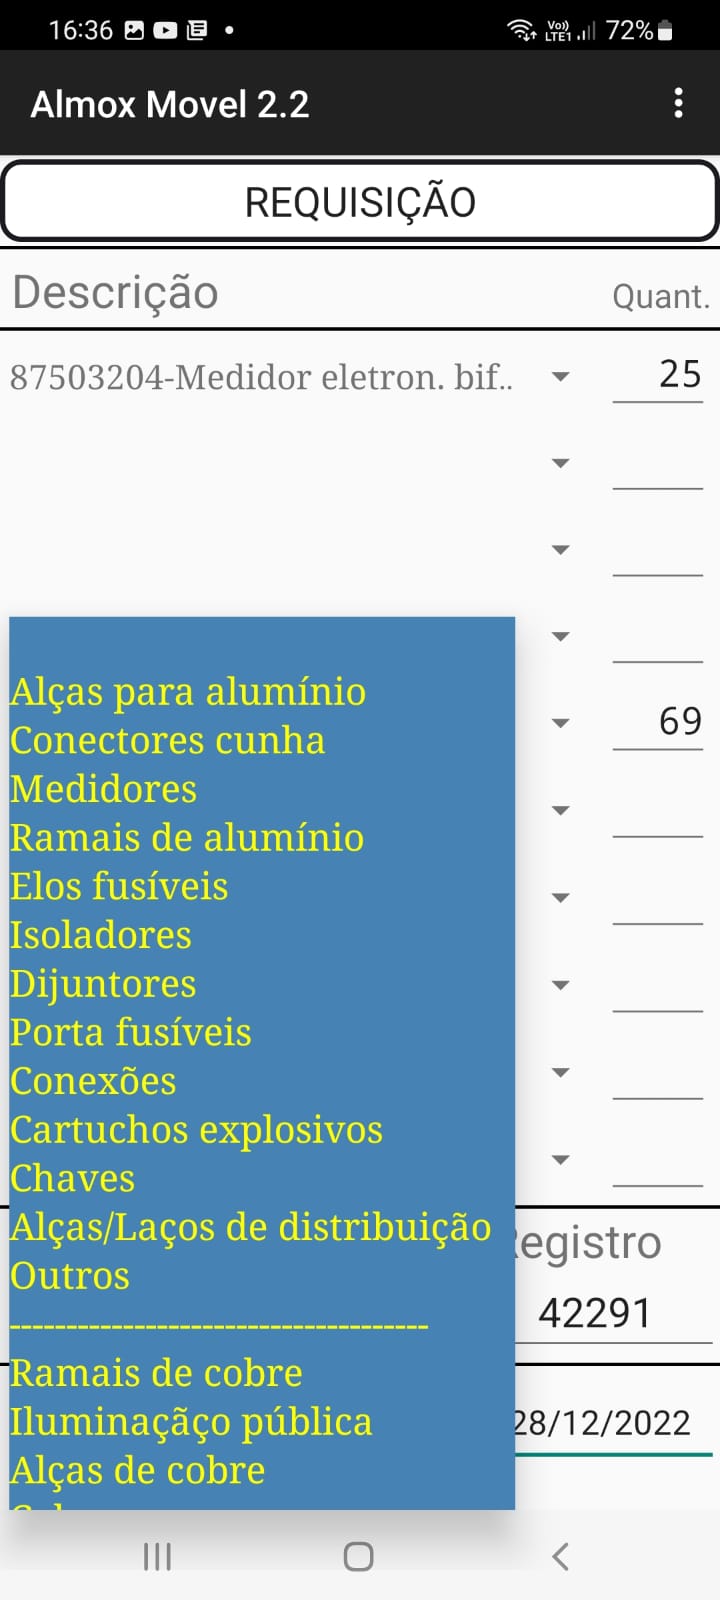 16:36 Vo)) LTE1 72%
Almox Movel 2.2
REQUISIÇÃO
Descrição Quant.
87503204-Medidor eletron. bif.. 25
69
Alças para alumínio
Conectores cunha
Medidores
Ramais de alumínio
Elos fusíveis
Isoladores
Dijuntores
Porta fusíveis
Conexões
Cartuchos explosivos
Chaves
Alças/Laços de distribuição
Outros
-------------------------------------
Ramais de cobre
Iluminaçãço pública
Alças de cobre
egistro
42291
28/12/2022